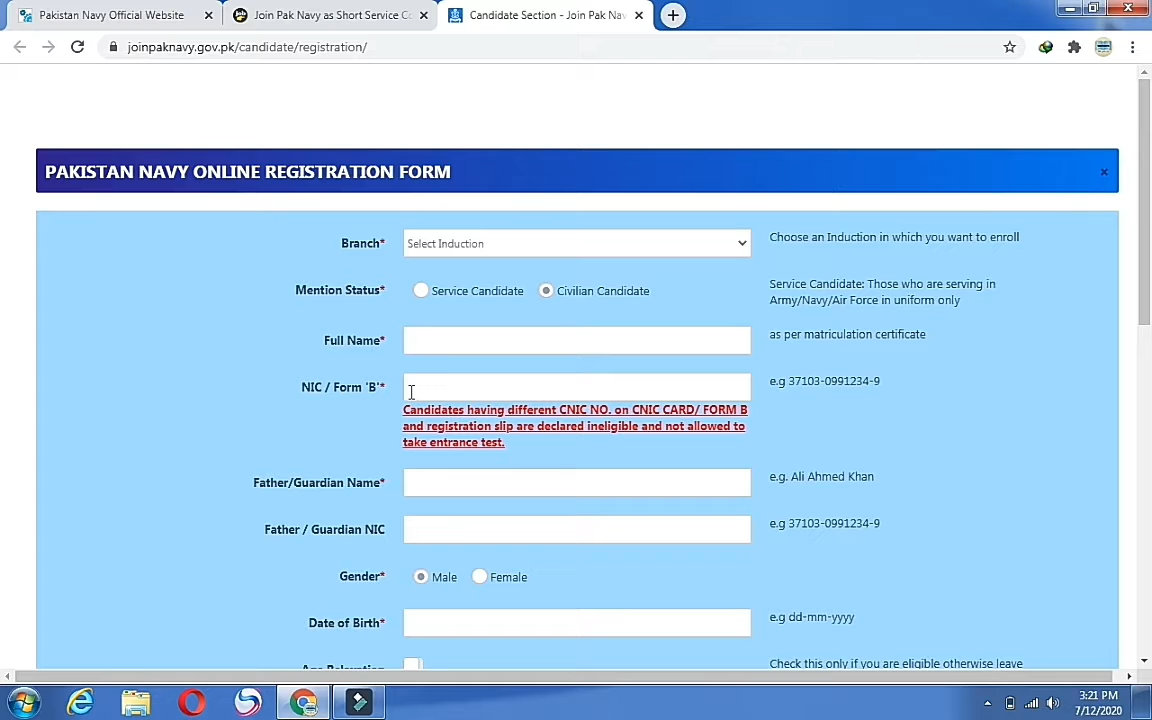 Pakistan Navy Official Website
Join Pak Navy as Short Service Co
Candidate Section - Join Pak Nav
joinpaknavy.gov.pk/candidate/registration/
PAKISTAN NAVY ONLINE REGISTRATION FORM
Branch*
Select Induction
Choose an Induction in which you want to enroll
Mention Status*
Service Candidate
Civilian Candidate
Service Candidate: Those who are serving in
Army/Navy/Air Force in uniform only
Full Name*
as per matriculation certificate
NIC / Form 'B'*
e.g 37103-0991234-9
Candidates having different CNIC NO. on CNIC CARD/ FORM B
and registration slip are declared ineligible and not allowed to
take entrance test.
Father/Guardian Name*
e.g. Ali Ahmed Khan
Father / Guardian NIC
e.g 37103-0991234-9
Gender*
Male
Female
Date of Birth*
e.g dd-mm-yyyy
Age Relaxation
Check this only if you are eligible otherwise leave
3:21 PM
7/12/2020